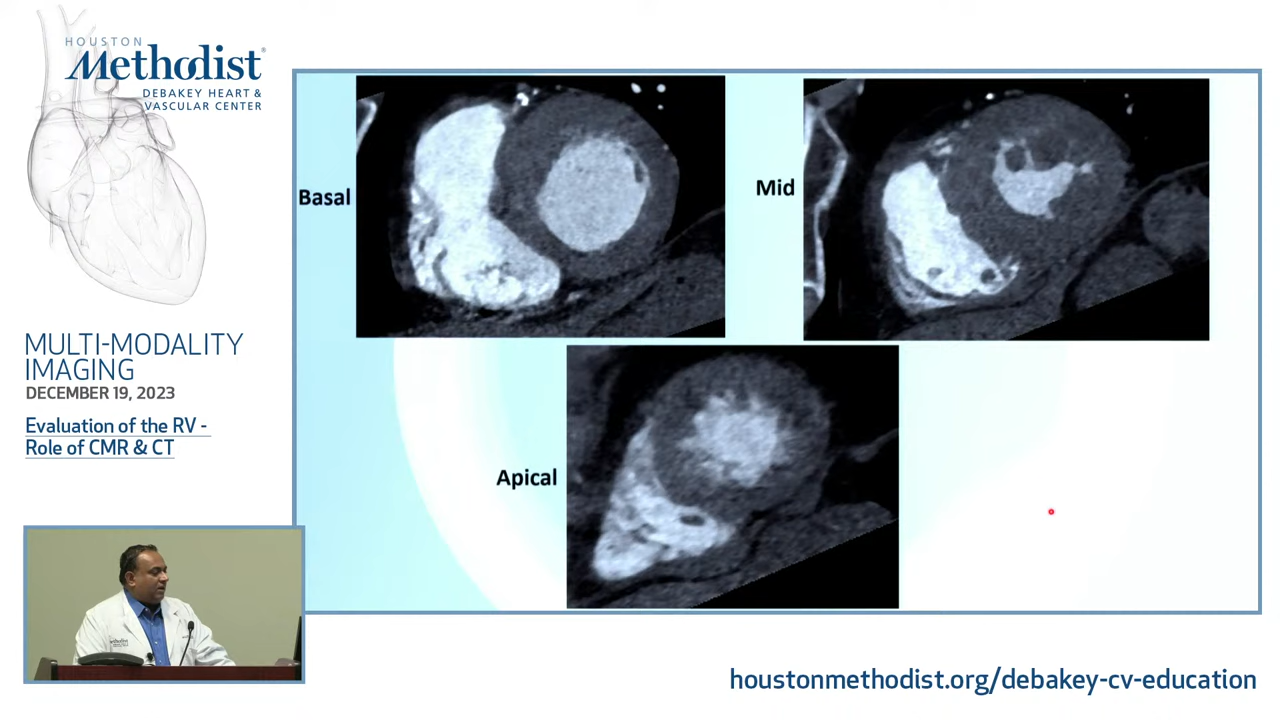 HOUSTON
Methodist®
DEBAKEY HEART &
VASCULAR CENTER
MULTI-MODALITY
IMAGING
DECEMBER 19, 2023
Evaluation of the RV -
Role of CMR & CT
Basal
Mid
Apical
houstonmethodist.org/debakey-cv-education